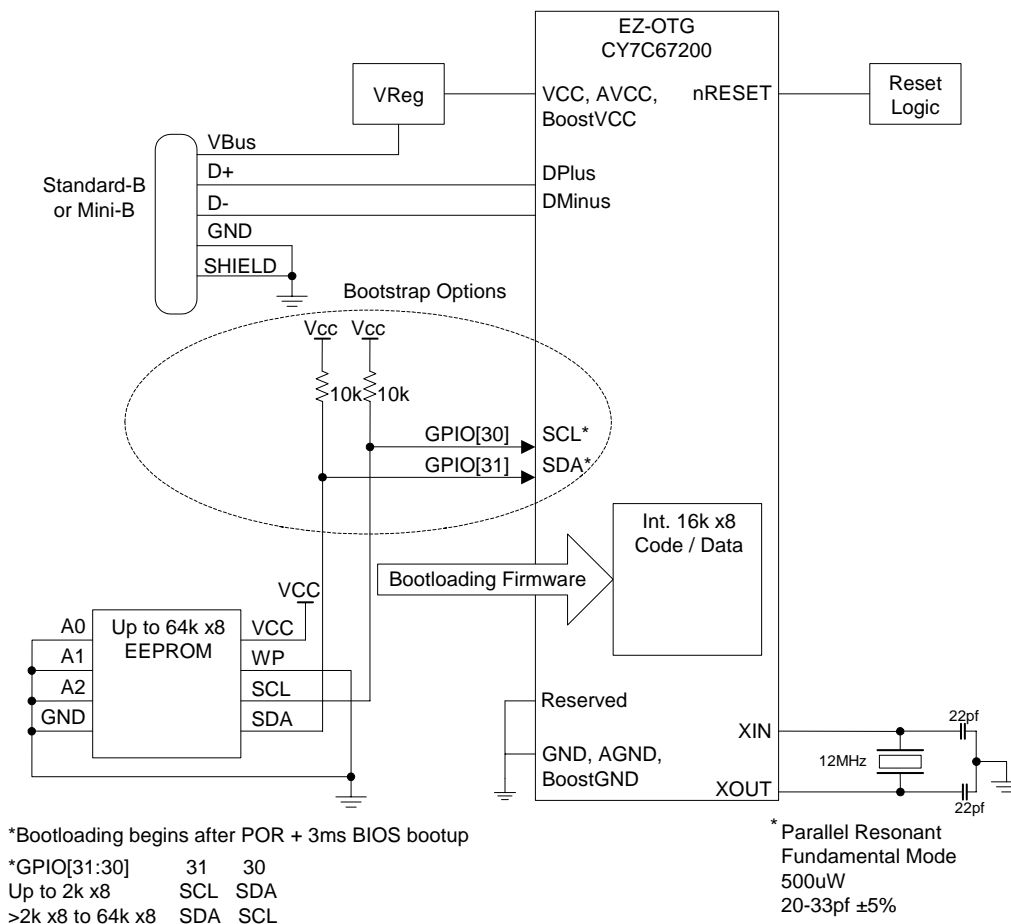 EZ-OTG
CY7C67200
VReg
VCC, AVCC,
BoostVCC
nRESET
Reset
Logic
VBus
D+
D-
GND
SHIELD
Standard-B
or Mini-B
DPlus
DMinus
Bootstrap Options
Vcc Vcc
10k 10k
GPIO[30] SCL*
GPIO[31] SDA*
Int. 16k x8
Code / Data
Bootloading Firmware
VCC
Up to 64k x8
EEPROM
A0
A1
A2
GND
VCC
WP
SCL
SDA
Reserved
GND, AGND,
BoostGND
XIN
XOUT
22pf
12MHz
22pf
*Bootloading begins after POR + 3ms BIOS bootup
*GPIO[31:30] 31 30
Up to 2k x8 SCL SDA
>2k x8 to 64k x8 SDA SCL
* Parallel Resonant
Fundamental Mode
500uW
20-33pf ±5%